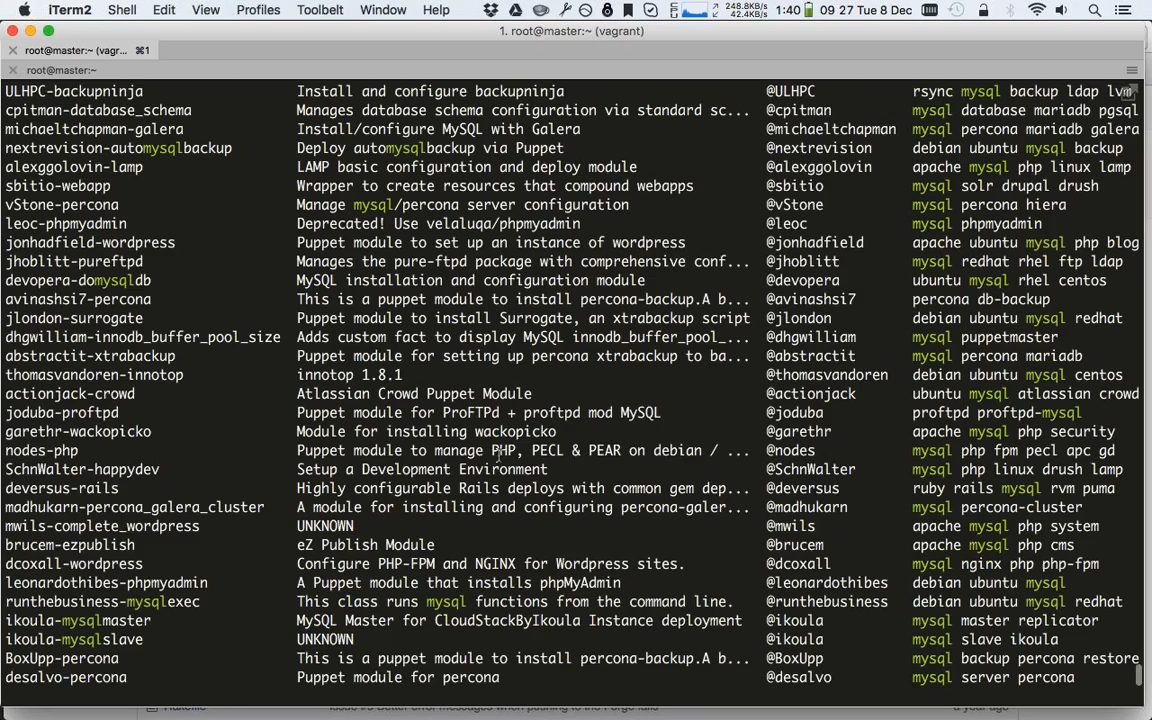 iTerm2 Shell Edit View Profiles Toolbelt Window Help 248.8KB/s 42.4KB/s 1:40 09 27 Tue 8 Dec
1. root@master:~ (vagrant)
root@master:~ (vagr... ⌘1
root@master:~
ULHPC-backupninja Install and configure backupninja @ULHPC rsync mysql backup ldap lvm
cpitman-database_schema Manages database schema configuration via standard sc... @cpitman mysql database mariadb pgsql
michaeltchapman-galera Install/configure MySQL with Galera @michaeltchapman mysql percona mariadb galera
nextrevision-automysqlbackup Deploy automysqlbackup via Puppet @nextrevision debian ubuntu mysql backup
alexggolovin-lamp LAMP basic configuration and deploy module @alexggolovin apache mysql php linux lamp
sbitio-webapp Wrapper to create resources that compound webapps @sbitio mysql solr drupal drush
vStone-percona Manage mysql/percona server configuration @vStone mysql percona hiera
leoc-phpmyadmin Deprecated! Use velaluqa/phpmyadmin @leoc mysql phpmyadmin
jonhadfield-wordpress Puppet module to set up an instance of wordpress @jonhadfield apache ubuntu mysql php blog
jhoblitt-pureftpd Manages the pure-ftpd package with comprehensive conf... @jhoblitt mysql redhat rhel ftp ldap
devopera-domysqldb MySQL installation and configuration module @devopera ubuntu mysql rhel centos
avinashsi7-percona This is a puppet module to install percona-backup.A b... @avinashsi7 percona db-backup
jlondon-surrogate Puppet module to install Surrogate, an xtrabackup script @jlondon debian ubuntu mysql redhat
dhgwilliam-innodb_buffer_pool_size Adds custom fact to display MySQL innodb_buffer_pool_... @dhgwilliam mysql puppetmaster
abstractit-xtrabackup Puppet module for setting up percona xtrabackup to ba... @abstractit mysql percona mariadb
thomasvandoren-innotop innotop 1.8.1 @thomasvandoren debian ubuntu mysql centos
actionjack-crowd Atlassian Crowd Puppet Module @actionjack ubuntu mysql atlassian crowd
joduba-proftpd Puppet module for ProFTPd + proftpd mod MySQL @joduba proftpd proftpd-mysql
garethr-wackopicko Module for installing wackopicko @garethr mysql php security
nodes-php Puppet module to manage PHP, PECL & PEAR on debian / ... @nodes mysql php fpm pecl apc gd
SchnWalter-happydev Setup a Development Environment @SchnWalter mysql php linux drush lamp
deversus-rails Highly configurable Rails deploys with common gem dep... @deversus ruby rails mysql rvm puma
madhukarn-percona_galera_cluster A module for installing and configuring percona-galer... @madhukarn mysql percona-cluster
mwils-complete_wordpress UNKNOWN @mwils apache mysql php system
brucem-ezpublish eZ Publish Module @brucem apache mysql php cms
dcoxall-wordpress Configure PHP-FPM and NGINX for Wordpress sites. @dcoxall mysql nginx php php-fpm
leonardothibes-phpmyadmin A Puppet module that installs phpMyAdmin @leonardothibes debian ubuntu mysql
runthebusiness-mysqlexec This class runs mysql functions from the command line. @runthebusiness debian ubuntu mysql redhat
ikoula-mysqlmaster MySQL Master for CloudStackByIkoula Instance deployment @ikoula mysql master replicator
ikoula-mysqlslave UNKNOWN @ikoula mysql slave ikoula
BoxUpp-percona This is a puppet module to install percona-backup.A b... @BoxUpp mysql backup percona restore
desalvo-percona Puppet module for percona @desalvo mysql server percona